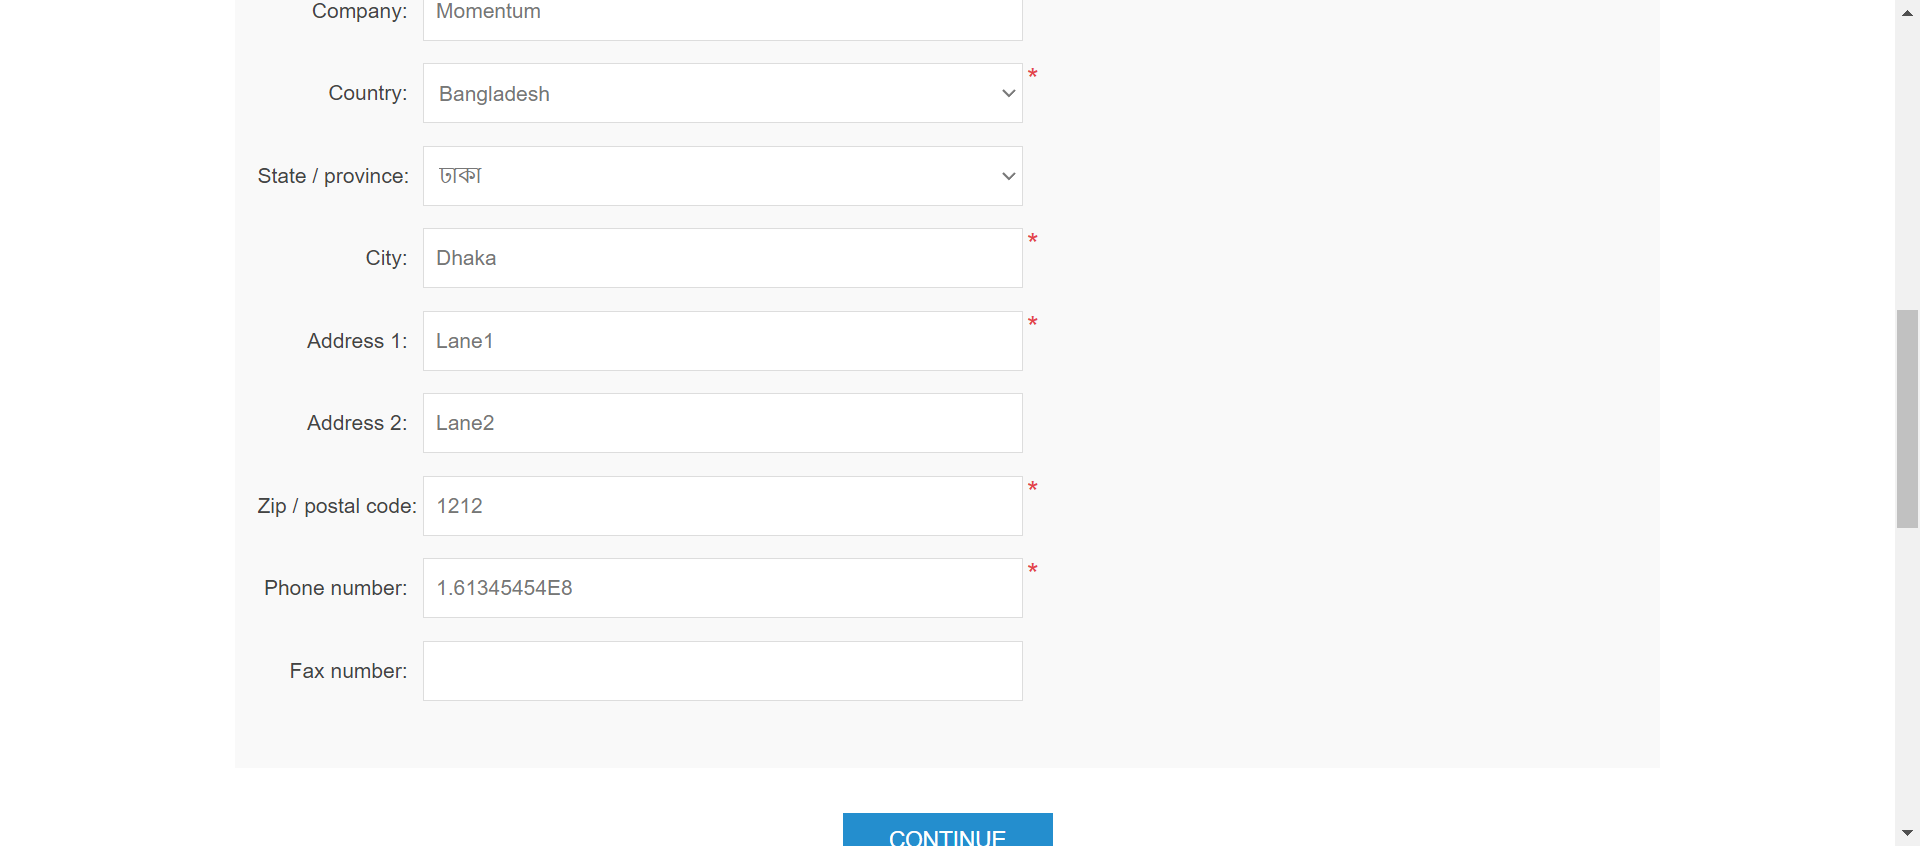 Company: Momentum
Country: Bangladesh *
State / province: ঢাকা
City: Dhaka *
Address 1: Lane1 *
Address 2: Lane2
Zip / postal code: 1212 *
Phone number: 1.61345454E8 *
Fax number:
CONTINUE